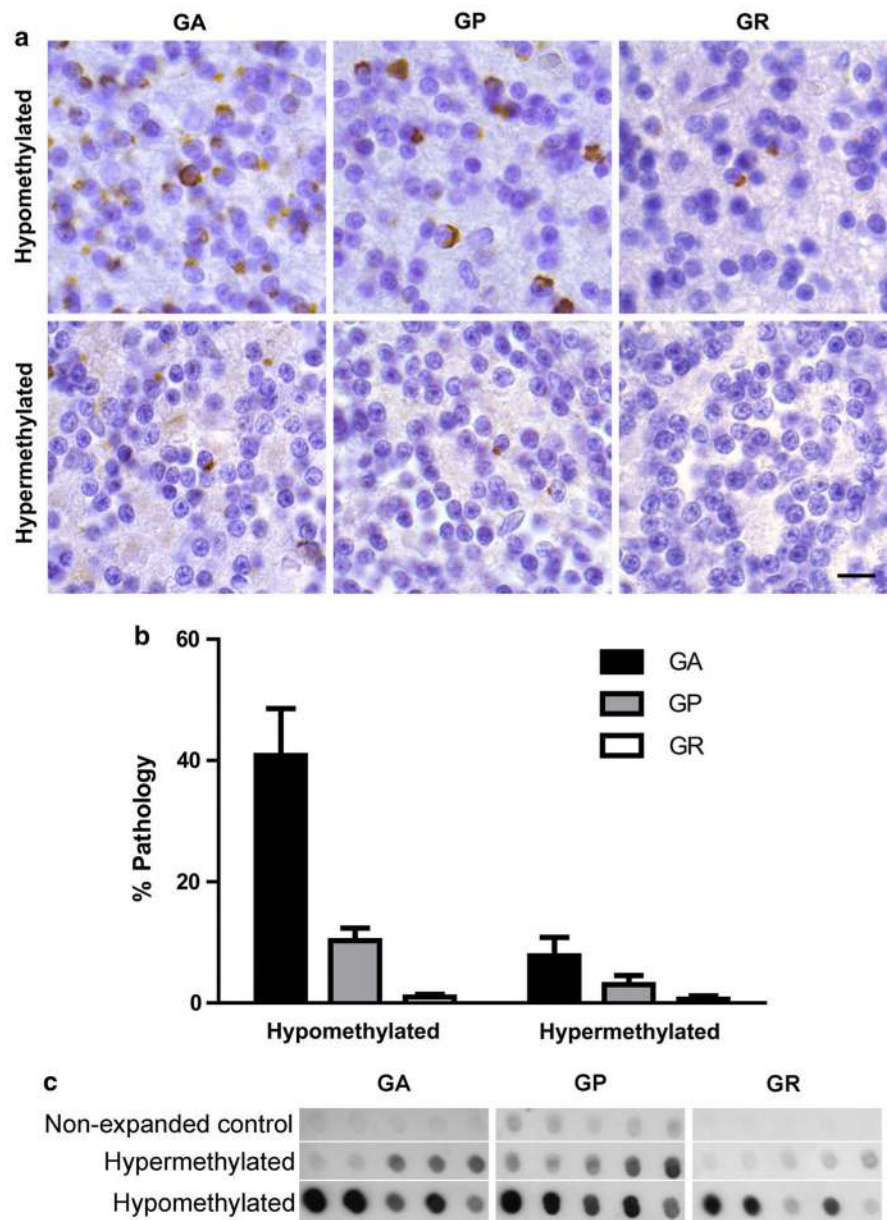 GA GP GR
a
Hypomethylated
Hypermethylated
b
60
40
20
0
% Pathology
GA
GP
GR
Hypomethylated Hypermethylated
c
GA GP GR
Non-expanded control
Hypermethylated
Hypomethylated